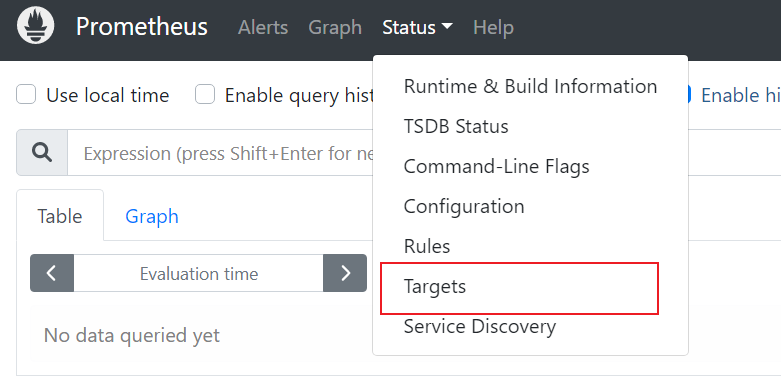 Prometheus Alerts Graph Status Help
Runtime & Build Information
Use local time Enable query hist Enable hi
TSDB Status
Expression (press Shift+Enter for ne
Command-Line Flags
Configuration
Table Graph
Rules
Evaluation time
Targets
No data queried yet
Service Discovery